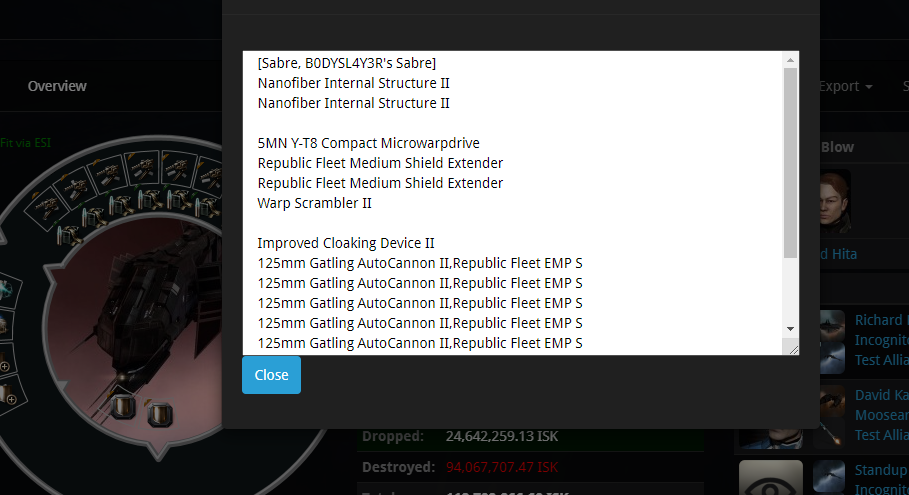 Overview
Export
Fit via ESI
[Sabre, B0DYSL4Y3R's Sabre]
Nanofiber Internal Structure II
Nanofiber Internal Structure II
5MN Y-T8 Compact Microwarpdrive
Republic Fleet Medium Shield Extender
Republic Fleet Medium Shield Extender
Warp Scrambler II
Improved Cloaking Device II
125mm Gatling AutoCannon II,Republic Fleet EMP S
125mm Gatling AutoCannon II,Republic Fleet EMP S
125mm Gatling AutoCannon II,Republic Fleet EMP S
125mm Gatling AutoCannon II,Republic Fleet EMP S
125mm Gatling AutoCannon II,Republic Fleet EMP S
Close
Blow
d Hita
Richard
Incognit
Test Allia
David Ka
Moosear
Test Allia
Standup
Incognit
Dropped: 24,642,259.13 ISK
Destroyed: 94,067,707.47 ISK